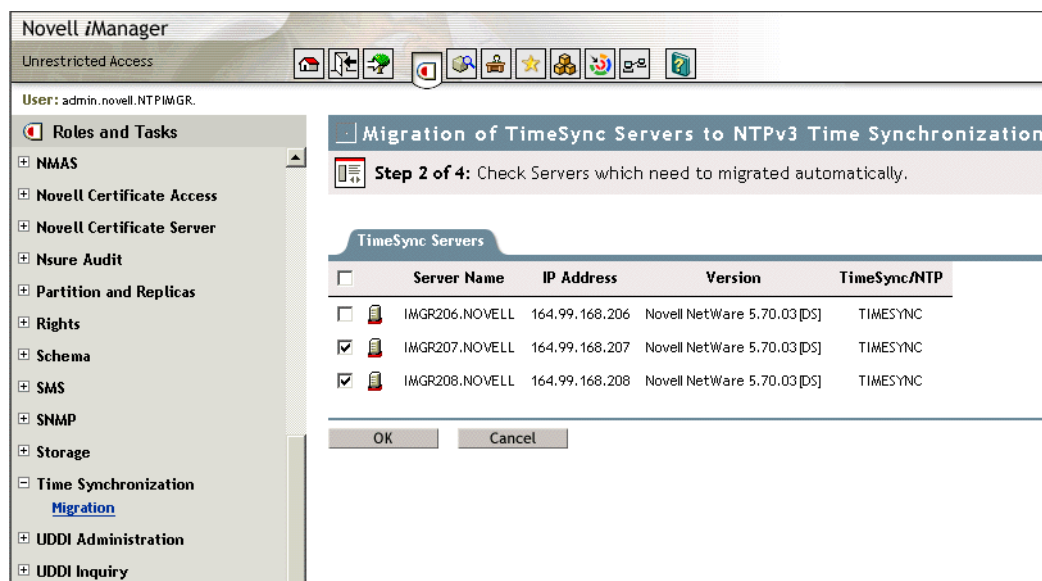 Novell iManager
Unrestricted Access
User: admin.novell.NTPIMGR.
Roles and Tasks
NMAS
Novell Certificate Access
Novell Certificate Server
Nsure Audit
Partition and Replicas
Rights
Schema
SMS
SNMP
Storage
Time Synchronization
Migration
UDDI Administration
UDDI Inquiry
Migration of TimeSync Servers to NTPv3 Time Synchronization
Step 2 of 4: Check Servers which need to migrated automatically.
TimeSync Servers
Server Name IP Address Version TimeSync/NTP
IMGR206.NOVELL 164.99.168.206 Novell NetWare 5.70.03[DS] TIMESYNC
IMGR207.NOVELL 164.99.168.207 Novell NetWare 5.70.03[DS] TIMESYNC
IMGR208.NOVELL 164.99.168.208 Novell NetWare 5.70.03[DS] TIMESYNC
OK Cancel